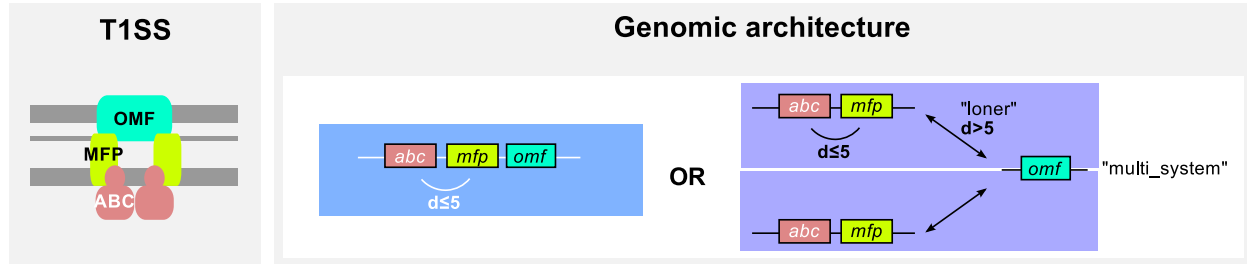 T1SS
Genomic architecture
OMF
MFP
ABC
abc mfp omf
d≤5
OR
abc mfp
d≤5
"loner"
d>5
omf
"multi_system"
abc mfp